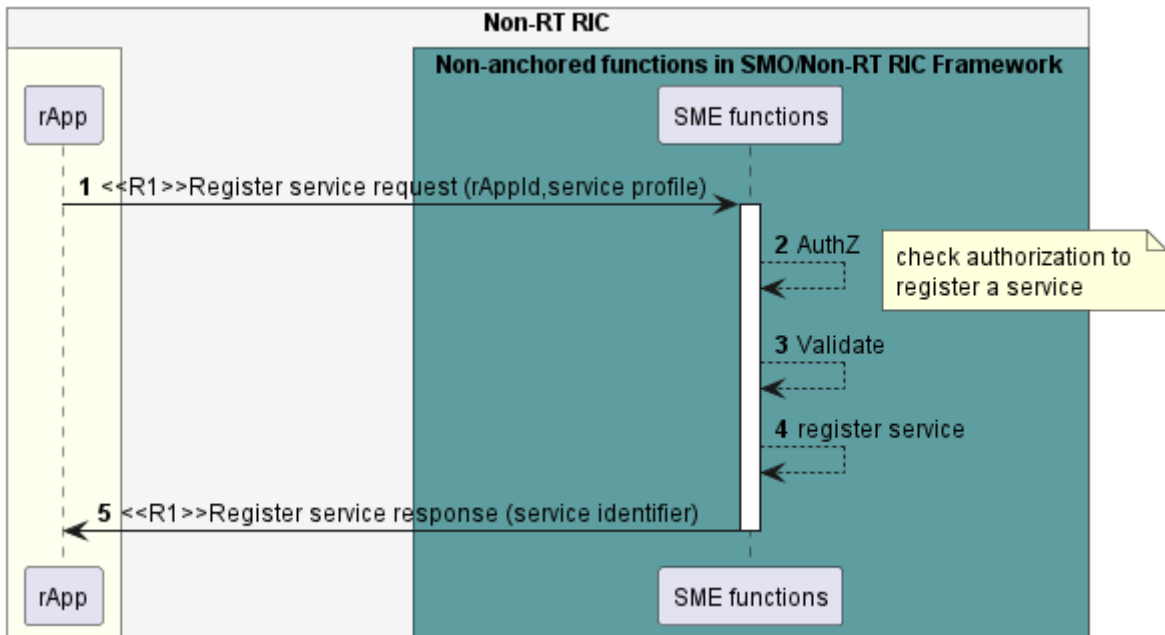 Non-RT RIC
Non-anchored functions in SMO/Non-RT RIC Framework
rApp
SME functions
1 <<R1>>Register service request (rAppId,service profile)
2 AuthZ
check authorization to
register a service
3 Validate
4 register service
5 <<R1>>Register service response (service identifier)
rApp
SME functions